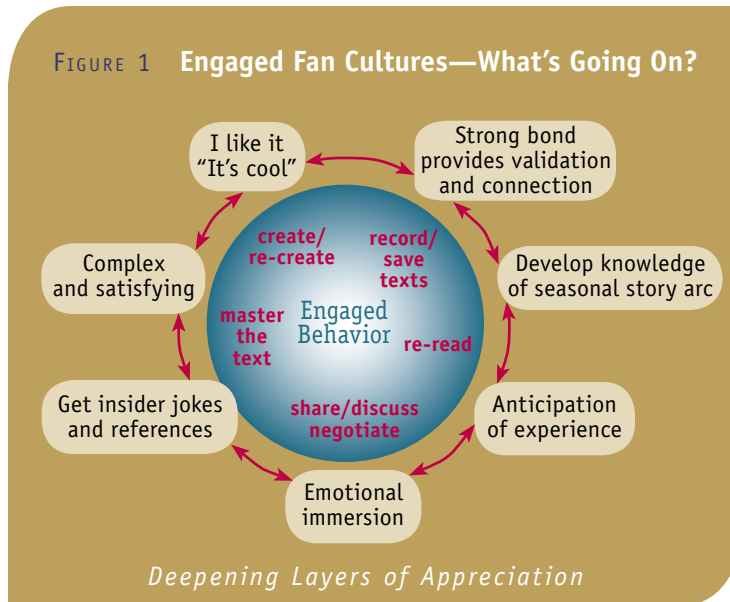 FIGURE 1 Engaged Fan Cultures—What's Going On?
I like it
"It's cool"
Strong bond
provides validation
and connection
Complex
and satisfying
create/
re-create
record/
save
texts
Develop knowledge
of seasonal story arc
master
the
text
Engaged
Behavior
re-read
Get insider jokes
and references
share/discuss
negotiate
Anticipation
of experience
Emotional
immersion
Deepening Layers of Appreciation